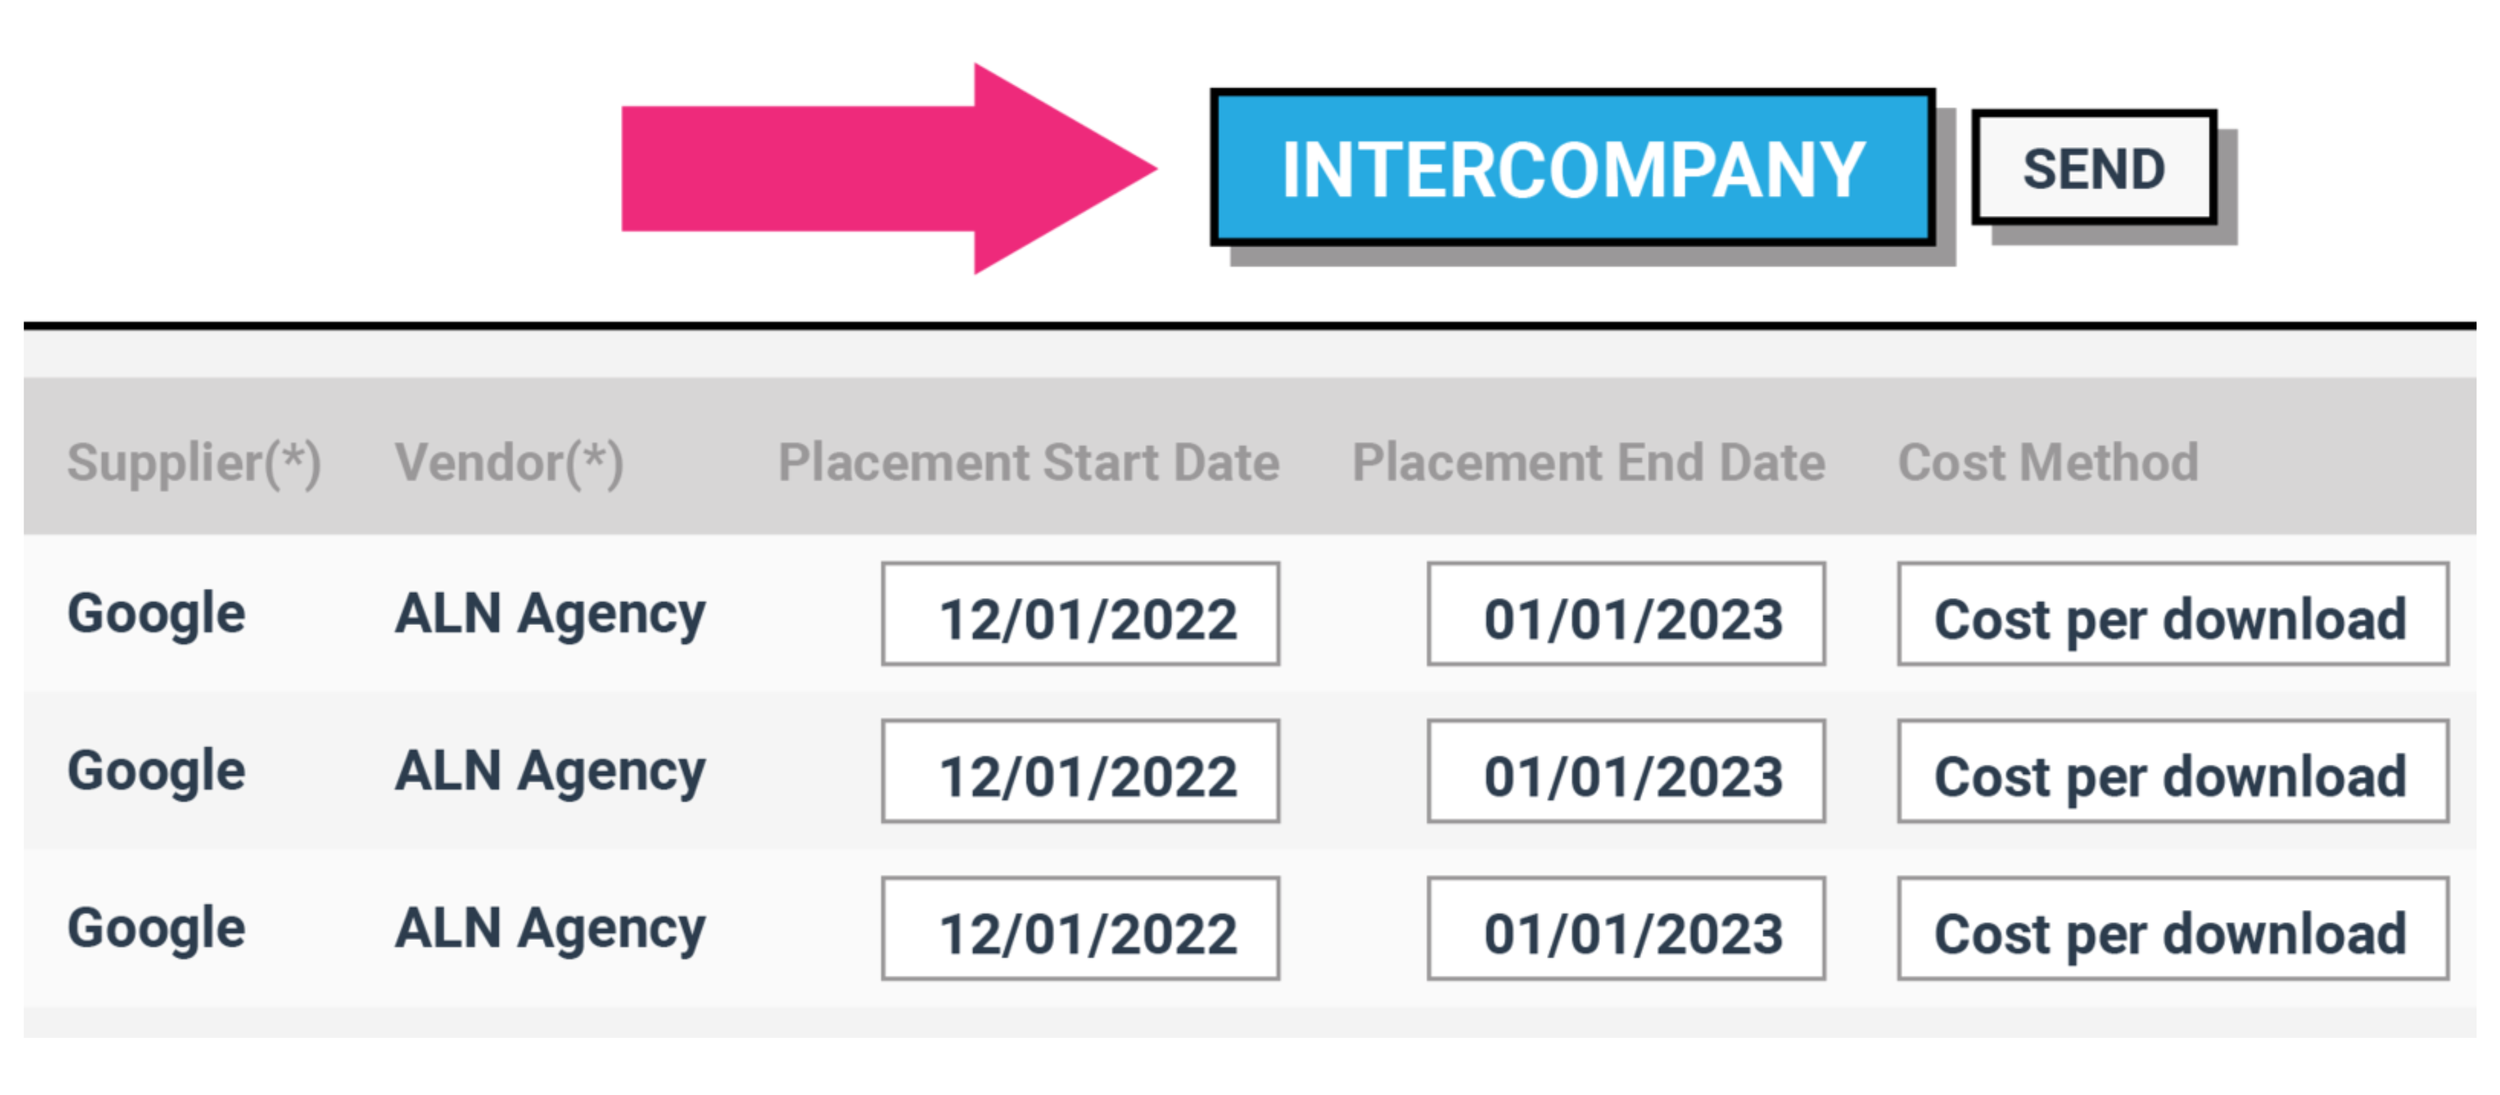 INTERCOMPANY SEND
Supplier(*) Vendor(*) Placement Start Date Placement End Date Cost Method
Google ALN Agency 12/01/2022 01/01/2023 Cost per download
Google ALN Agency 12/01/2022 01/01/2023 Cost per download
Google ALN Agency 12/01/2022 01/01/2023 Cost per download